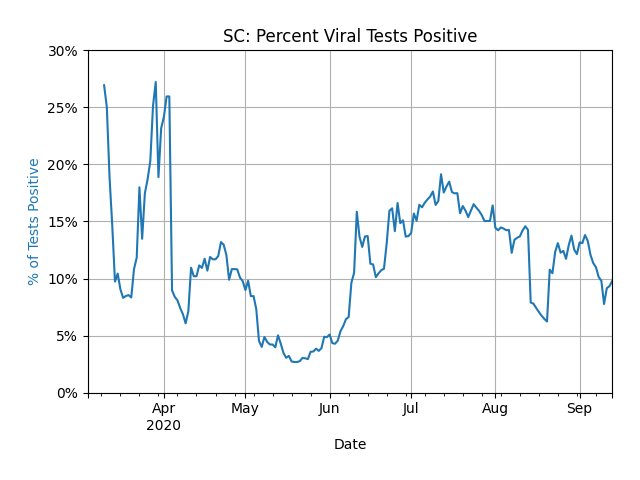 SC: Percent Viral Tests Positive
30%
25%
20%
15%
10%
5%
0%
% of Tests Positive
Apr May Jun Jul Aug Sep
2020
Date